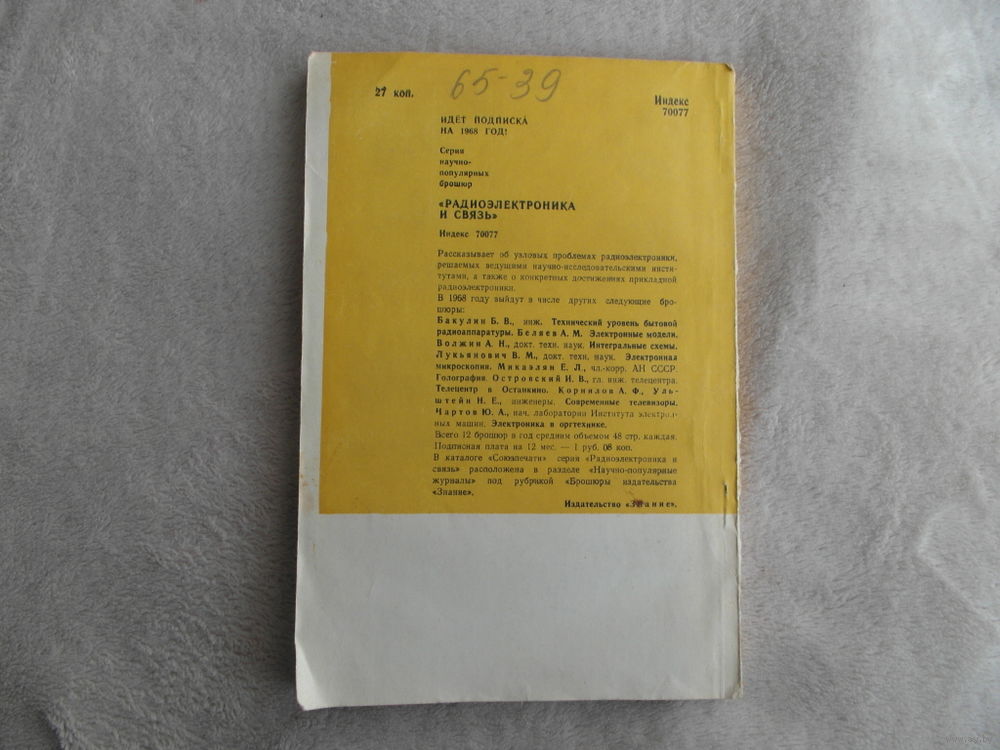 27 коп.
65-39
Индекс
70077
ИДЕТ ПОДПИСКА
НА 1968 ГОД!
Серия
научно-
популярных
брошюр
«РАДИОЭЛЕКТРОНИКА
И СВЯЗЬ»
Индекс 70077
Рассказывает об узловых проблемах радиоэлектроники,
решаемых ведущими научно-исследовательскими инсти-
тутами, а также о конкретных достижениях прикладной
радиоэлектроники.
В 1968 году выйдут в числе других следующие бро-
шюры:
Бакулин Б. В., инж. Технический уровень бытовой
радиоаппаратуры. Беляев А. М. Электронные модели.
Волжин А. Н., докт. техн. наук. Интегральные схемы.
Лукьянович В. М., докт. техн. наук. Электронная
микроскопия. Микаэлян Е. Л., чл.-корр. АН СССР.
Голография. Островский И. В., гл. инж. телецентра.
Телецентр в Останкино. Корнилов А. Ф., Уль-
штейн Н. Е., инженеры. Современные телевизоры.
Чартов Ю. А., нач. лаборатории Института электрон-
ных машин. Электроника в оргтехнике.
Всего 12 брошюр в год средним объемом 48 стр. каждая.
Подписная плата на 12 мес. — 1 руб. 08 коп.
В каталоге «Союзпечати» серия «Радиоэлектроника и
связь» расположена в разделе «Научно-популярные
журналы» под рубрикой «Брошюры издательства
«Знание».
Издательство «Знание».